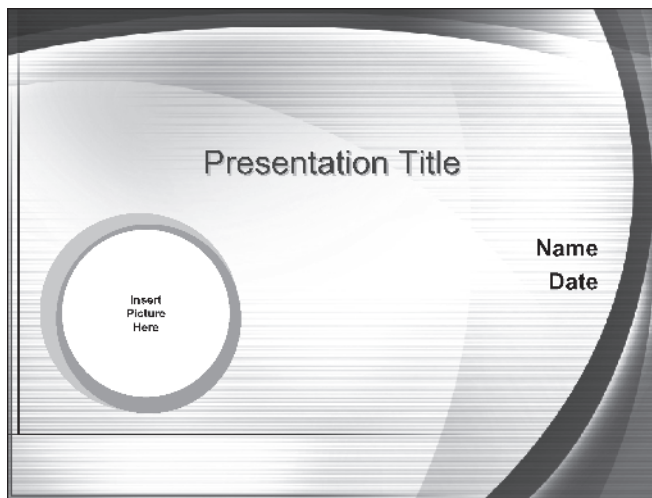 Presentation Title
Name
Date
Insert
Picture
Here